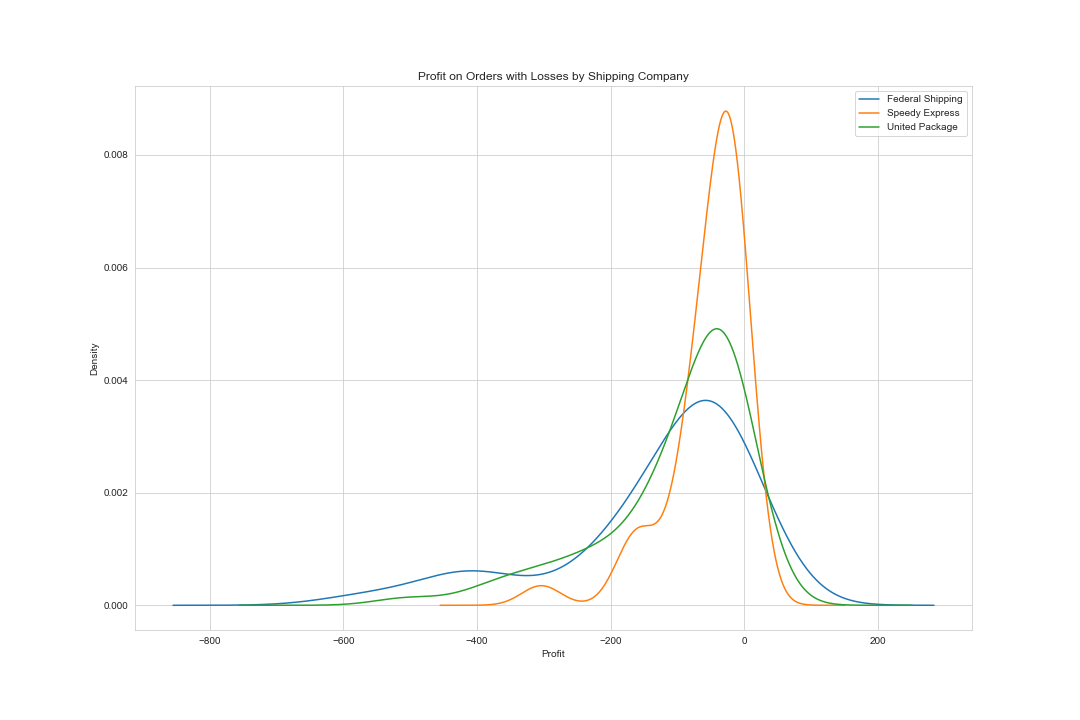 Profit on Orders with Losses by Shipping Company
Federal Shipping
Speedy Express
United Package
0.008
0.006
0.004
0.002
0.000
Density
−800
−600
−400
−200
0
200
Profit